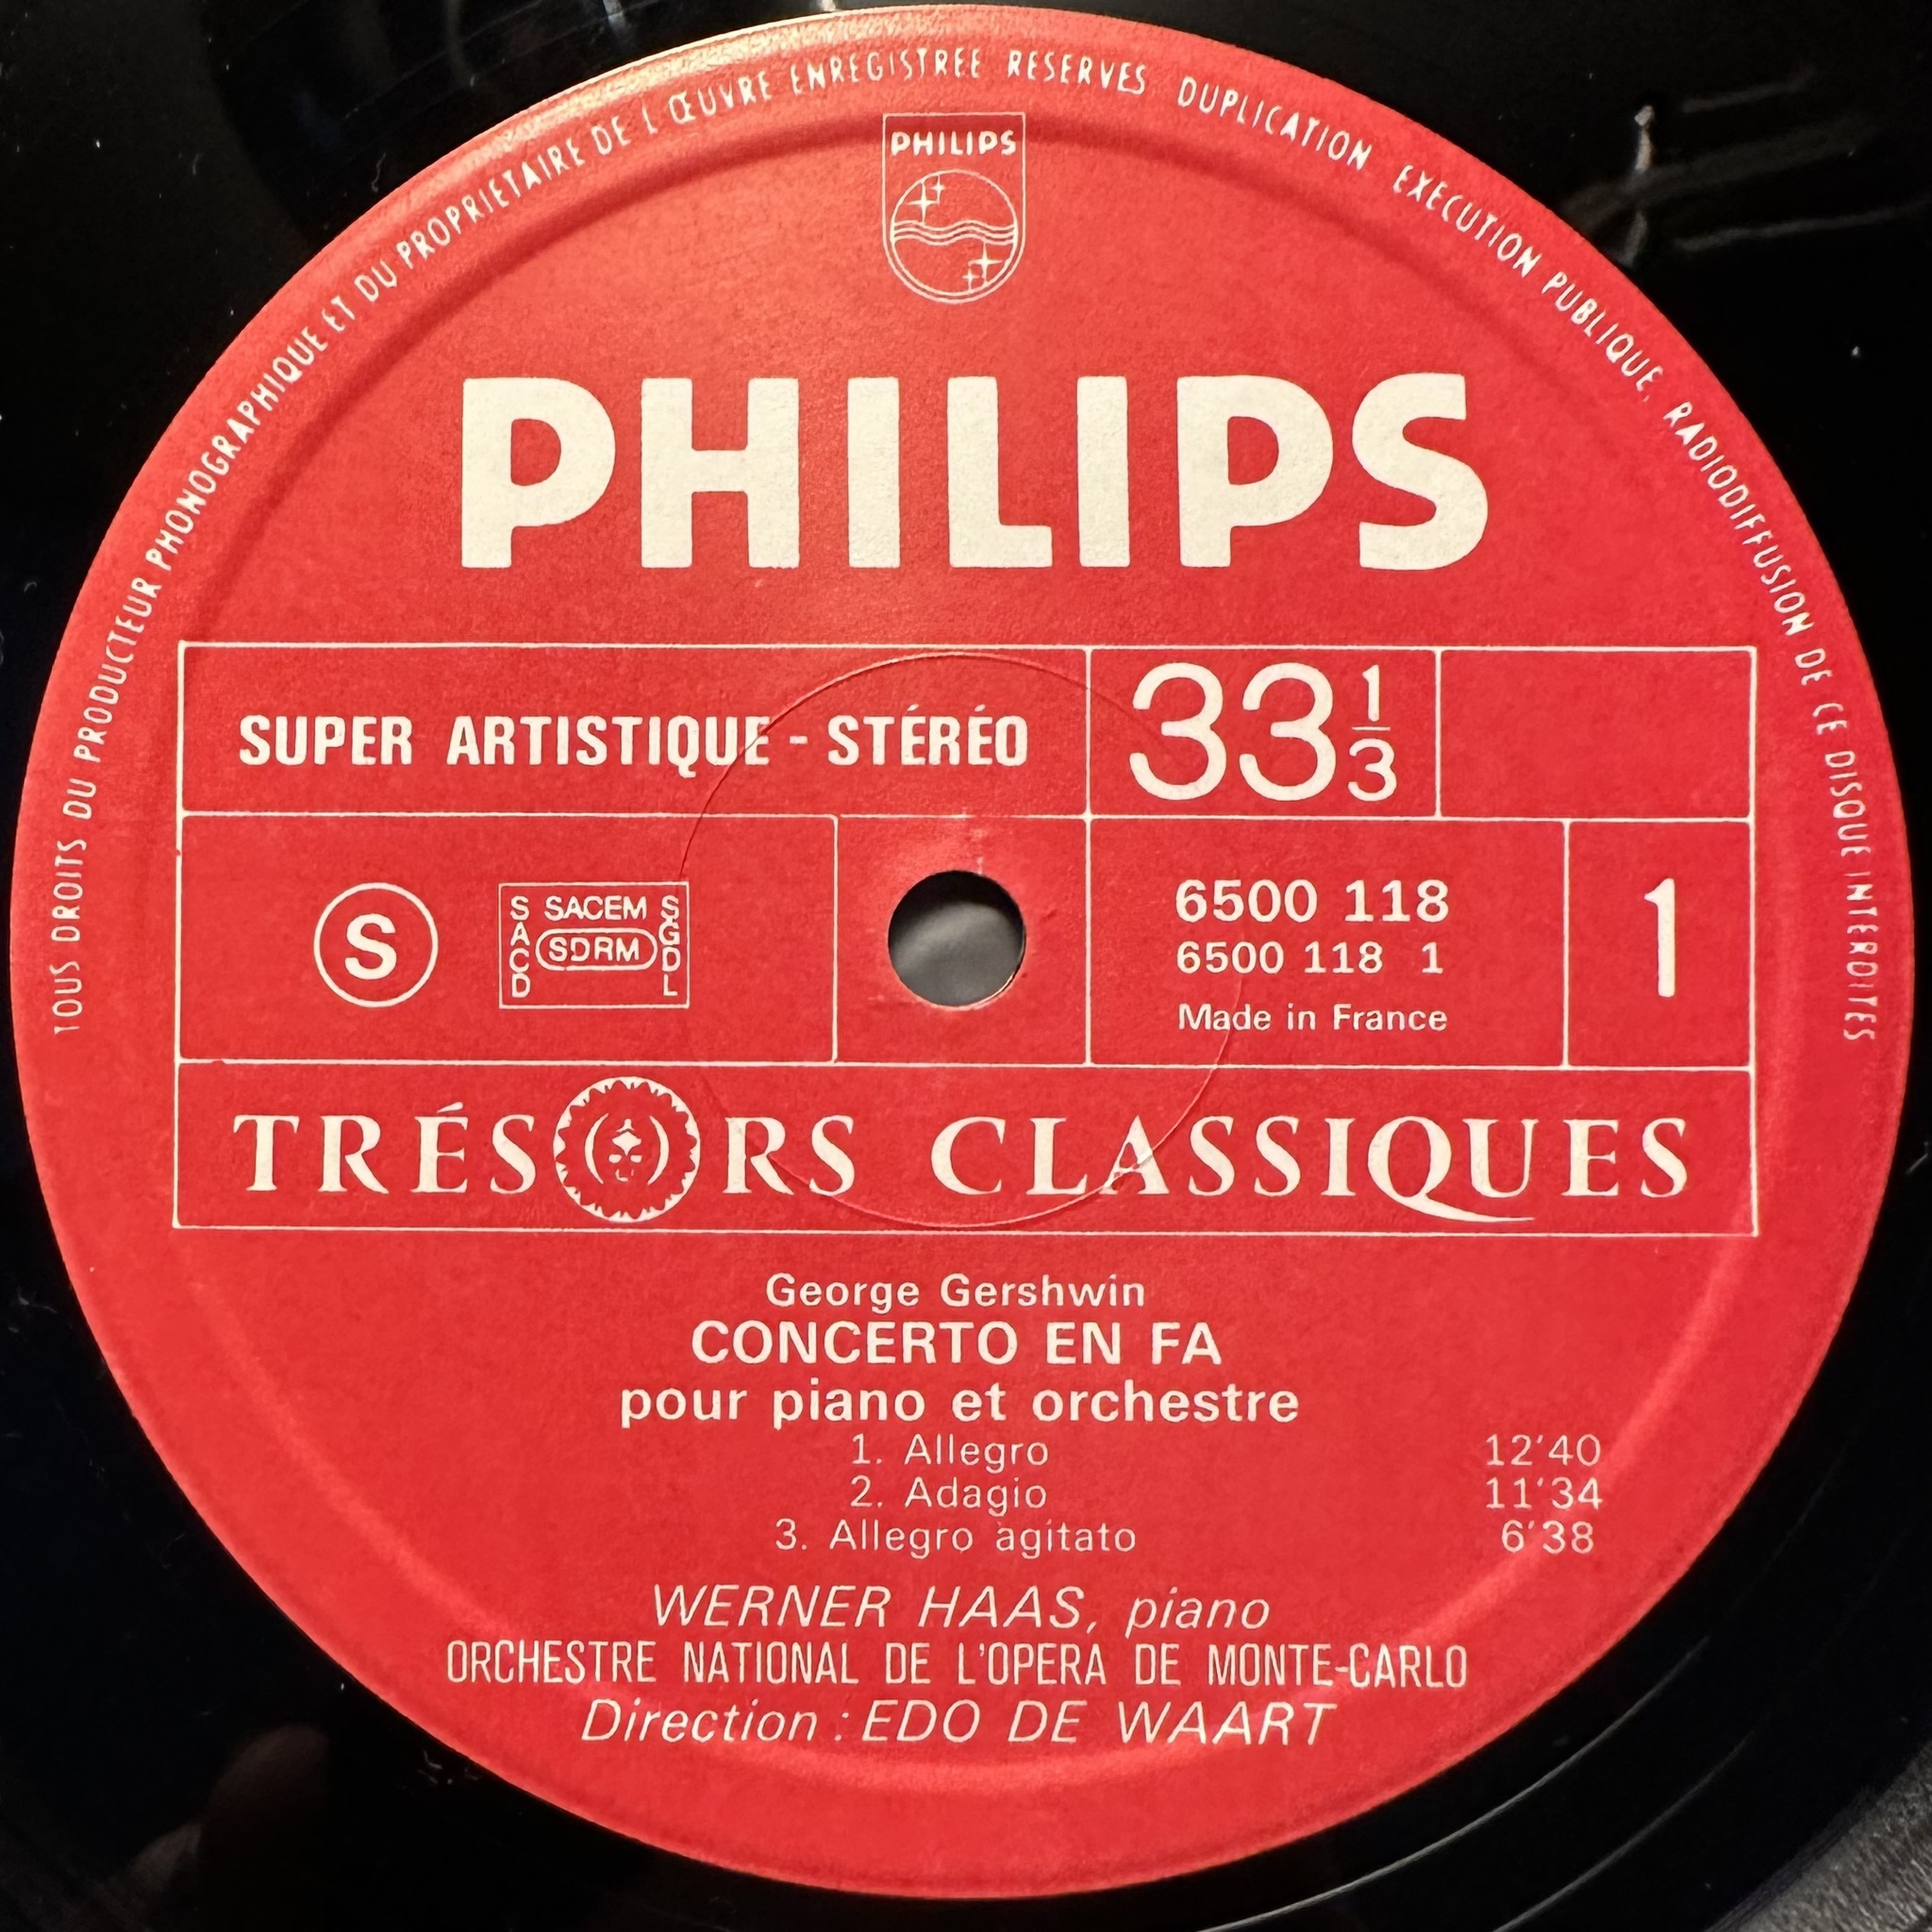 TOUS DROITS DU PRODUCTEUR PHONOGRAPHIQUE ET DU PROPRIETAIRE DE L ŒUVRE ENREGISTREE RESERVES DUPLICATION EXECUTION PUBLIQUE, RADIODIFFUSION DE CE DISQUE INTERDITES
PHILIPS
PHILIPS
SUPER ARTISTIQUE - STÉRÉO
33 1/3
S
SACD SACEM SGDL
SDRM
6500 118
6500 118 1
Made in France
1
TRÉSORS CLASSIQUES
George Gershwin
CONCERTO EN FA
pour piano et orchestre
1. Allegro 12'40
2. Adagio 11'34
3. Allegro agitato 6'38
WERNER HAAS, piano
ORCHESTRE NATIONAL DE L'OPERA DE MONTE-CARLO
Direction : EDO DE WAART